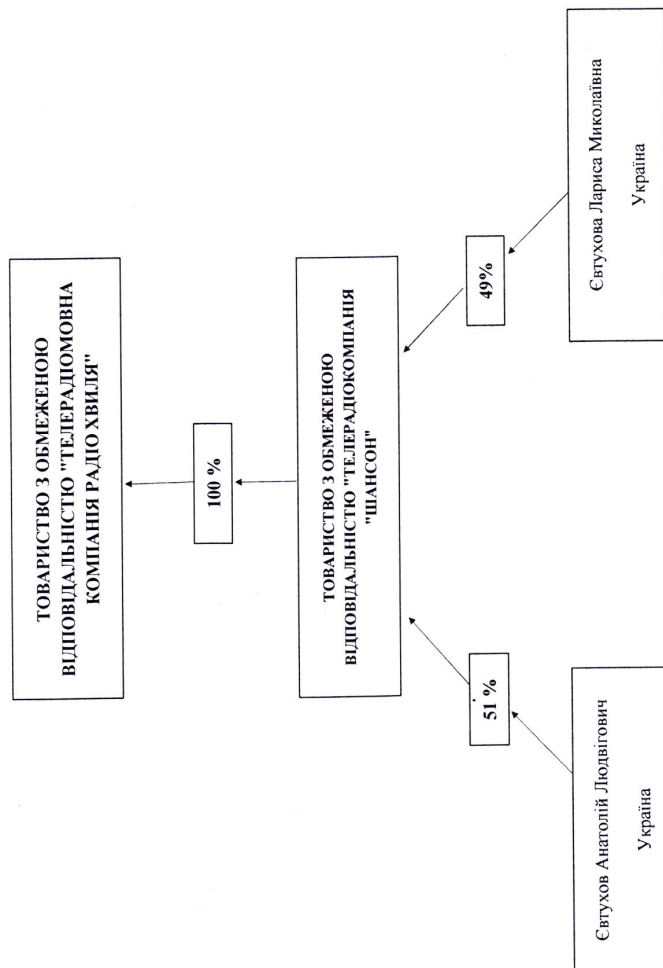 ТОВАРИСТВО З ОБМЕЖЕНОЮ
ВІДПОВІДАЛЬНІСТЮ "ТЕЛЕРАДІОМОВНА
КОМПАНІЯ РАДІО ХВИЛЯ"
100 %
ТОВАРИСТВО З ОБМЕЖЕНОЮ
ВІДПОВІДАЛЬНІСТЮ "ТЕЛЕРАДІОКОМПАНІЯ
"ШАНСОН"
51 %
49%
Євтухов Анатолій Людвігович
Україна
Євтухова Лариса Миколаївна
Україна